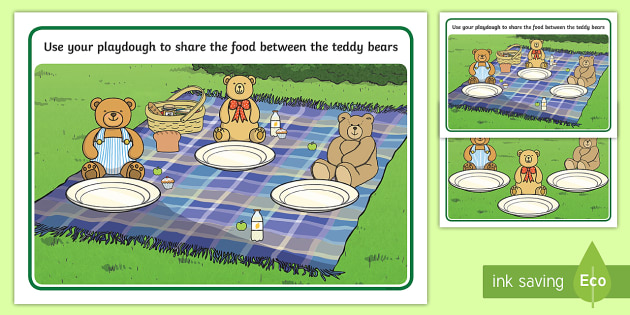 Use your playdough to share the food between the teddy bears
Use your playdough to share the food between the teddy bears
ink saving
Eco